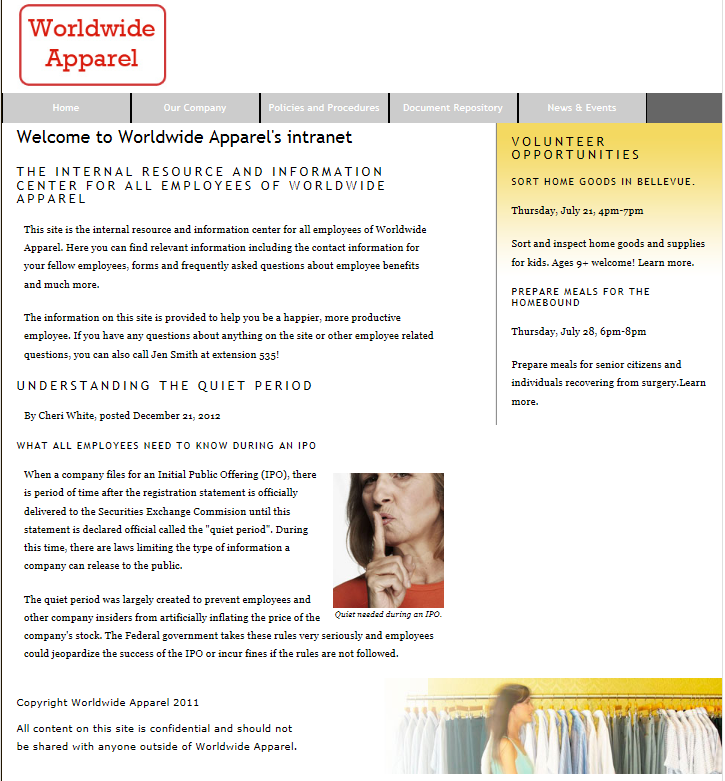 Worldwide
Apparel
Home
Our Company
Policies and Procedures
Document Repository
News & Events
Welcome to Worldwide Apparel's intranet
THE INTERNAL RESOURCE AND INFORMATION
CENTER FOR ALL EMPLOYEES OF WORLDWIDE
APPAREL
This site is the internal resource and information center for all employees of Worldwide
Apparel. Here you can find relevant information including the contact information for
your fellow employees, forms and frequently asked questions about employee benefits
and much more.
The information on this site is provided to help you be a happier, more productive
employee. If you have any questions about anything on the site or other employee related
questions, you can also call Jen Smith at extension 535!
UNDERSTANDING THE QUIET PERIOD
By Cheri White, posted December 21, 2012
WHAT ALL EMPLOYEES NEED TO KNOW DURING AN IPO
When a company files for an Initial Public Offering (IPO), there
is period of time after the registration statement is officially
delivered to the Securities Exchange Commision until this
statement is declared official called the "quiet period". During
this time, there are laws limiting the type of information a
company can release to the public.
Quiet needed during an IPO.
The quiet period was largely created to prevent employees and
other company insiders from artificially inflating the price of the
company's stock. The Federal government takes these rules very seriously and employees
could jeopardize the success of the IPO or incur fines if the rules are not followed.
VOLUNTEER
OPPORTUNITIES
SORT HOME GOODS IN BELLEVUE.
Thursday, July 21, 4pm-7pm
Sort and inspect home goods and supplies
for kids. Ages 9+ welcome! Learn more.
PREPARE MEALS FOR THE
HOMEBOUND
Thursday, July 28, 6pm-8pm
Prepare meals for senior citizens and
individuals recovering from surgery.Learn
more.
Copyright Worldwide Apparel 2011
All content on this site is confidential and should not
be shared with anyone outside of Worldwide Apparel.